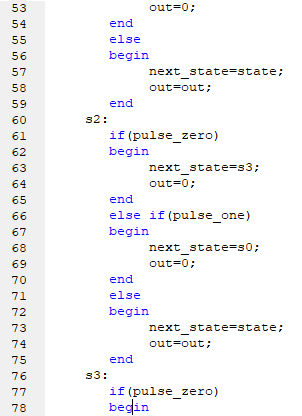 53 out=0;
54 end
55 else
56 begin
57 next_state=state;
58 out=out;
59 end
60 s2:
61 if(pulse_zero)
62 begin
63 next_state=s3;
64 out=0;
65 end
66 else if(pulse_one)
67 begin
68 next_state=s0;
69 out=0;
70 end
71 else
72 begin
73 next_state=state;
74 out=out;
75 end
76 s3:
77 if(pulse_zero)
78 begin